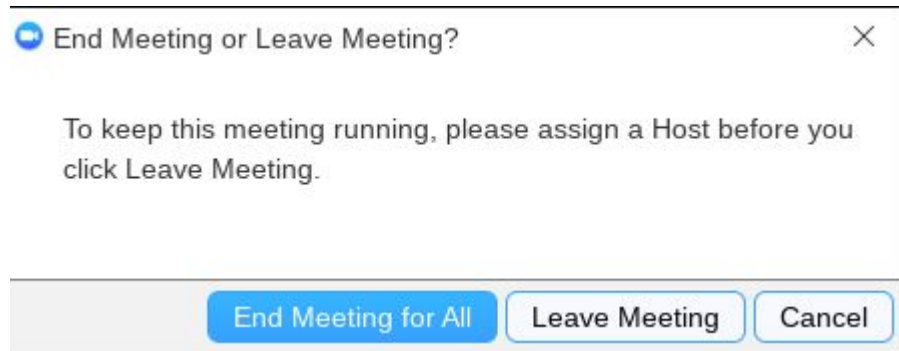 End Meeting or Leave Meeting?
To keep this meeting running, please assign a Host before you
click Leave Meeting.
End Meeting for All
Leave Meeting
Cancel